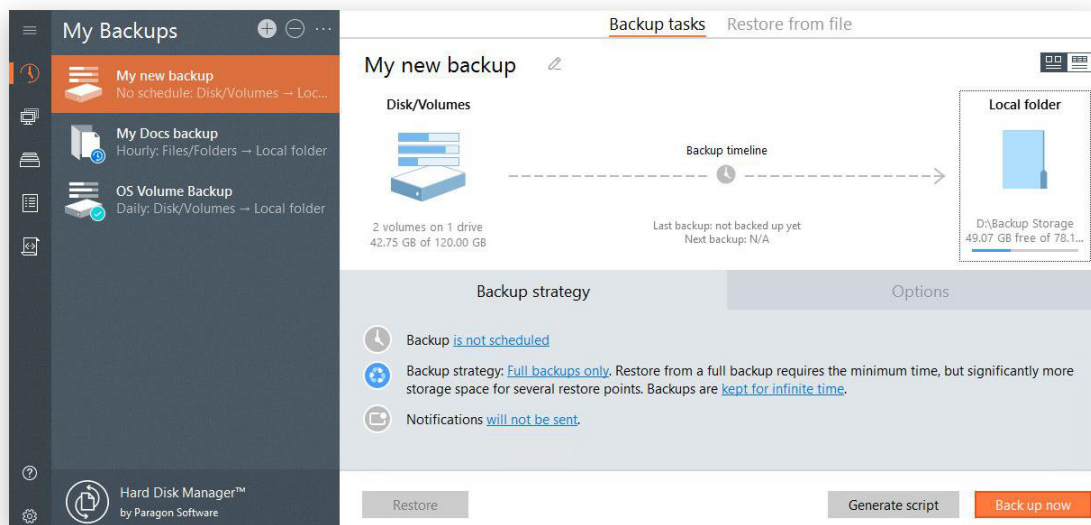 My Backups
My new backup
No schedule: Disk/Volumes → Loc...
My Docs backup
Hourly: Files/Folders → Local folder
OS Volume Backup
Daily: Disk/Volumes → Local folder
Hard Disk Manager™
by Paragon Software
Backup tasks Restore from file
My new backup
Disk/Volumes
2 volumes on 1 drive
42.75 GB of 120.00 GB
Backup timeline
Last backup: not backed up yet
Next backup: N/A
Local folder
D:\Backup Storage
49.07 GB free of 78.1...
Backup strategy Options
Backup is not scheduled
Backup strategy: Full backups only. Restore from a full backup requires the minimum time, but significantly more
storage space for several restore points. Backups are kept for infinite time.
Notifications will not be sent.
Restore Generate script Back up now